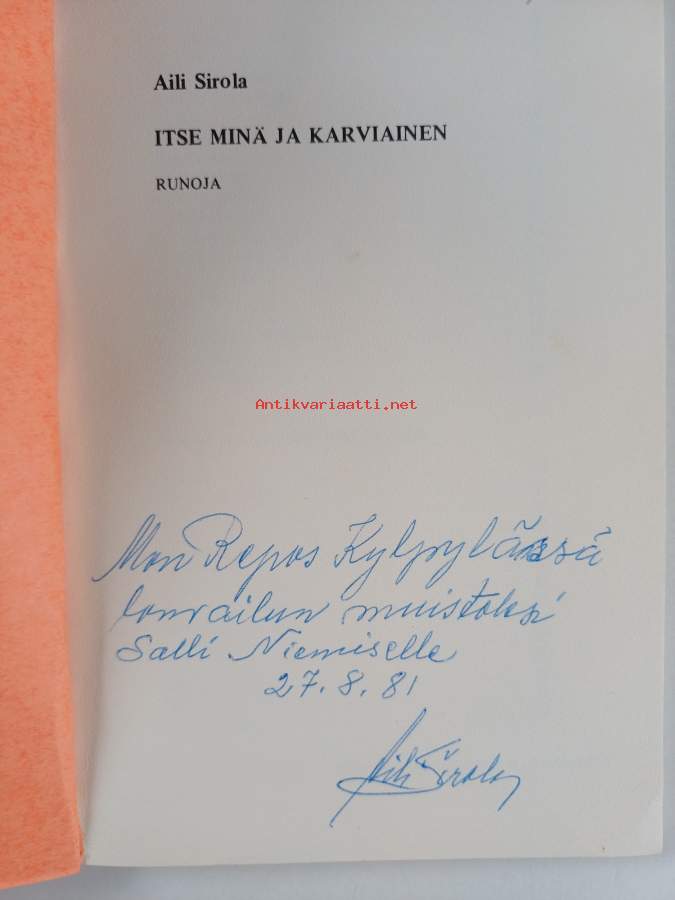 Aili Sirola
ITSE MINÄ JA KARVIAINEN
RUNOJA
Antikvariaatti.net
Mon Repos Kylpylässä
lomailun muistoksi
Salli Niemiselle
27.8.81
Aili Sirola